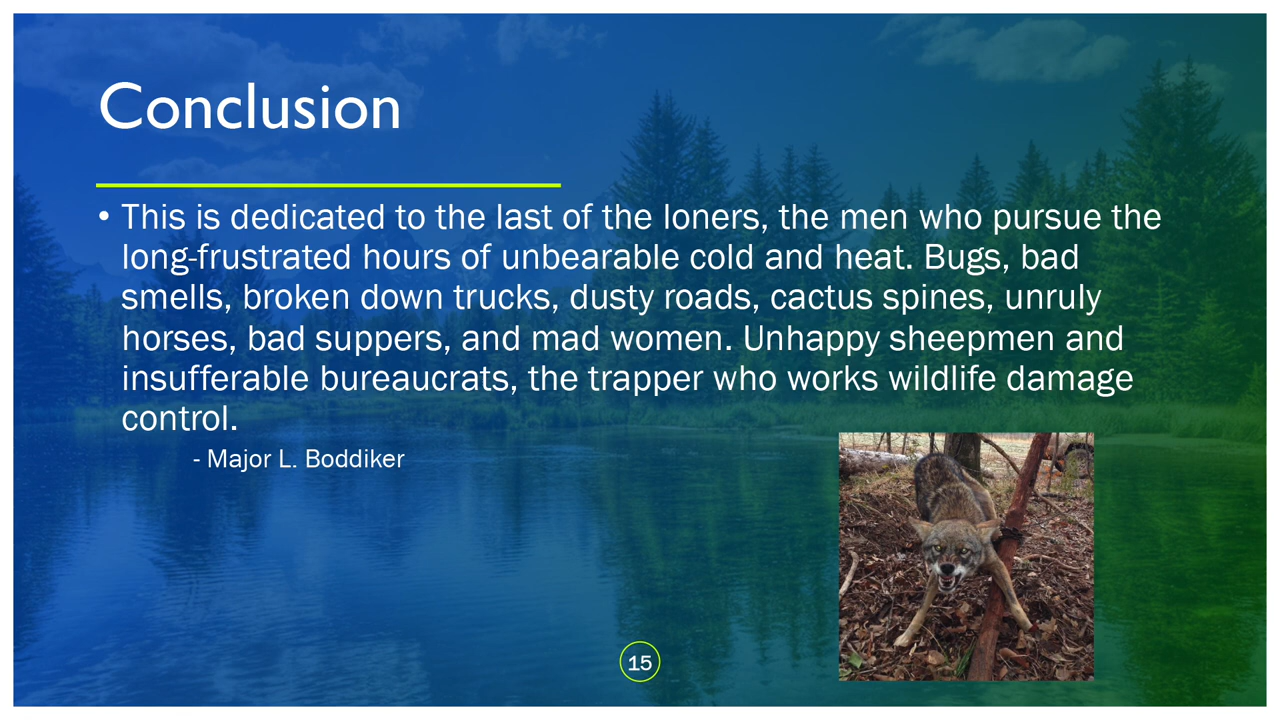 Conclusion
• This is dedicated to the last of the loners, the men who pursue the
long-frustrated hours of unbearable cold and heat. Bugs, bad
smells, broken down trucks, dusty roads, cactus spines, unruly
horses, bad suppers, and mad women. Unhappy sheepmen and
insufferable bureaucrats, the trapper who works wildlife damage
control.
- Major L. Boddiker
15